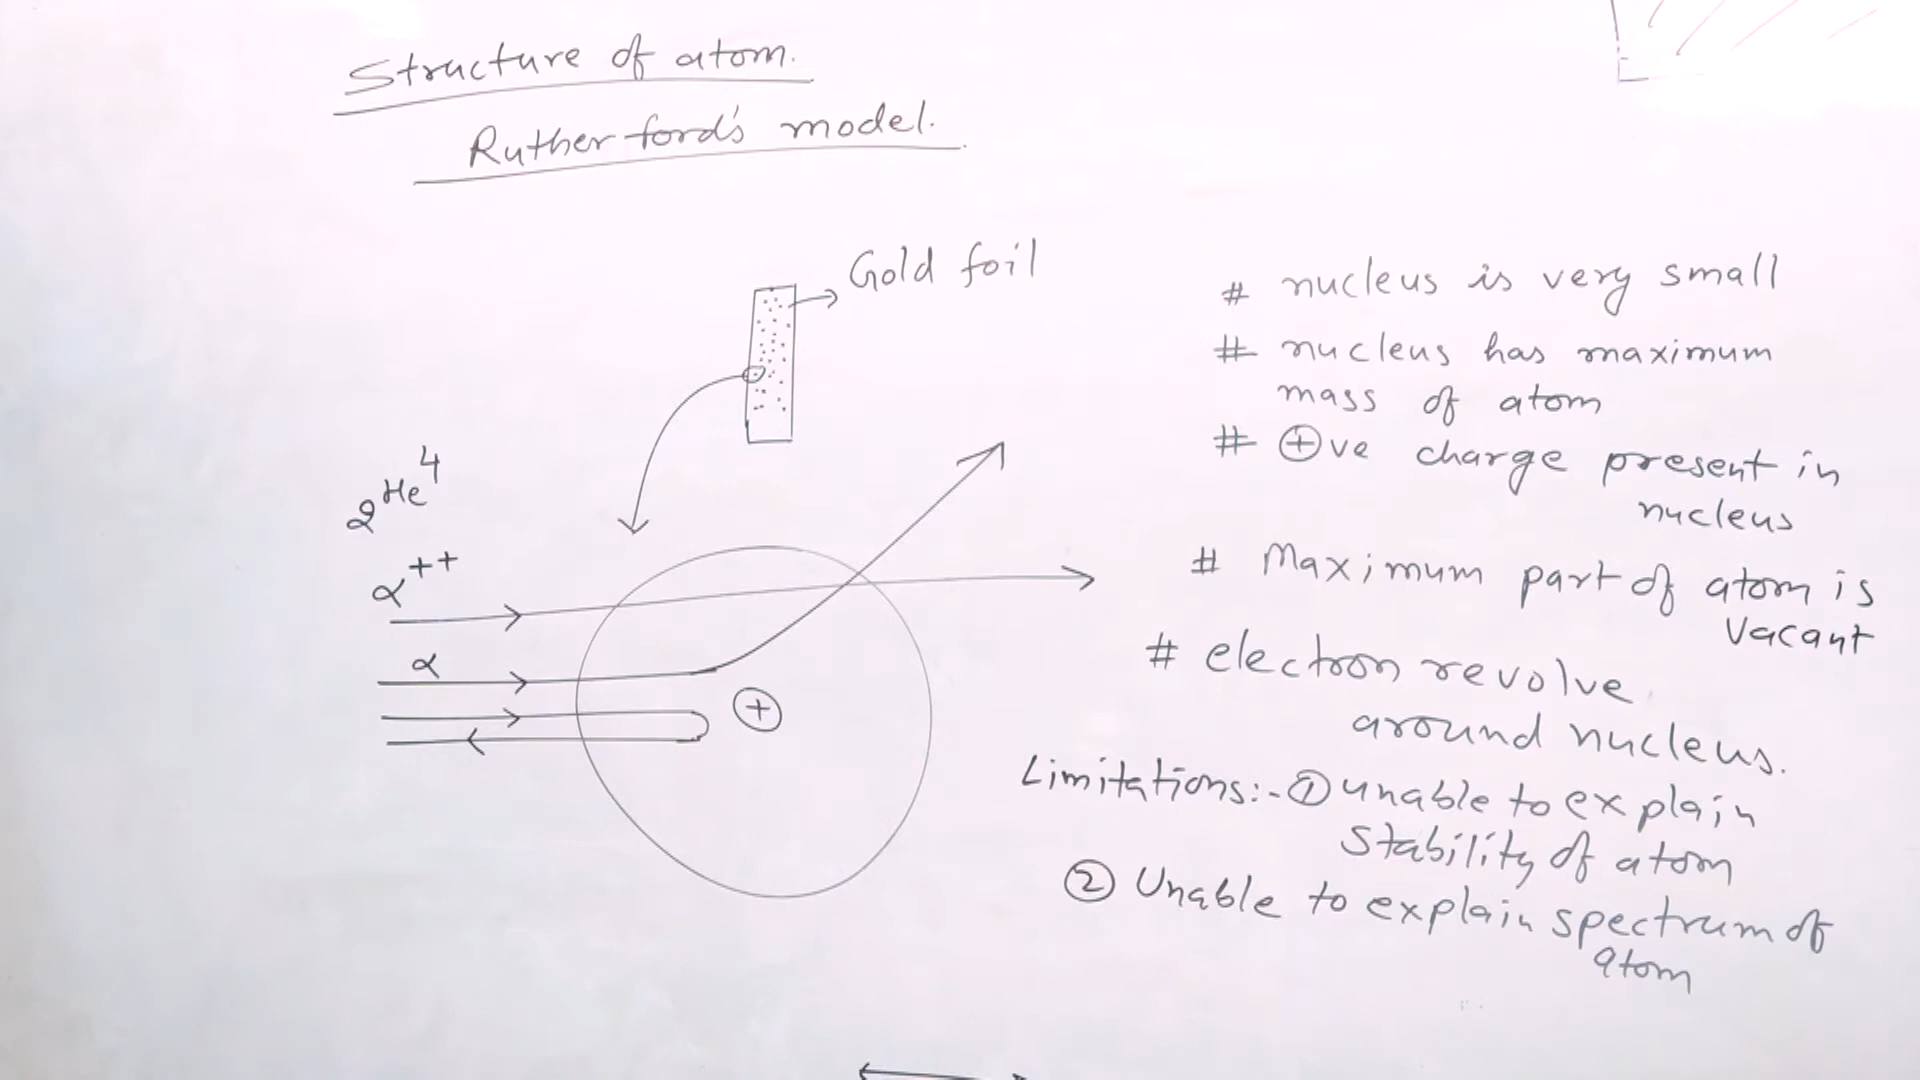 Structure of atom.
Rutherford's model.
Gold foil
₂He⁴
α⁺⁺
α
+
# nucleus is very small
# nucleus has maximum
mass of atom
# ⊕ve charge present in
nucleus
# Maximum part of atom is
Vacant
# electron revolve
around nucleus.
Limitations:- ① unable to explain
stability of atom
② Unable to explain spectrum of
atom